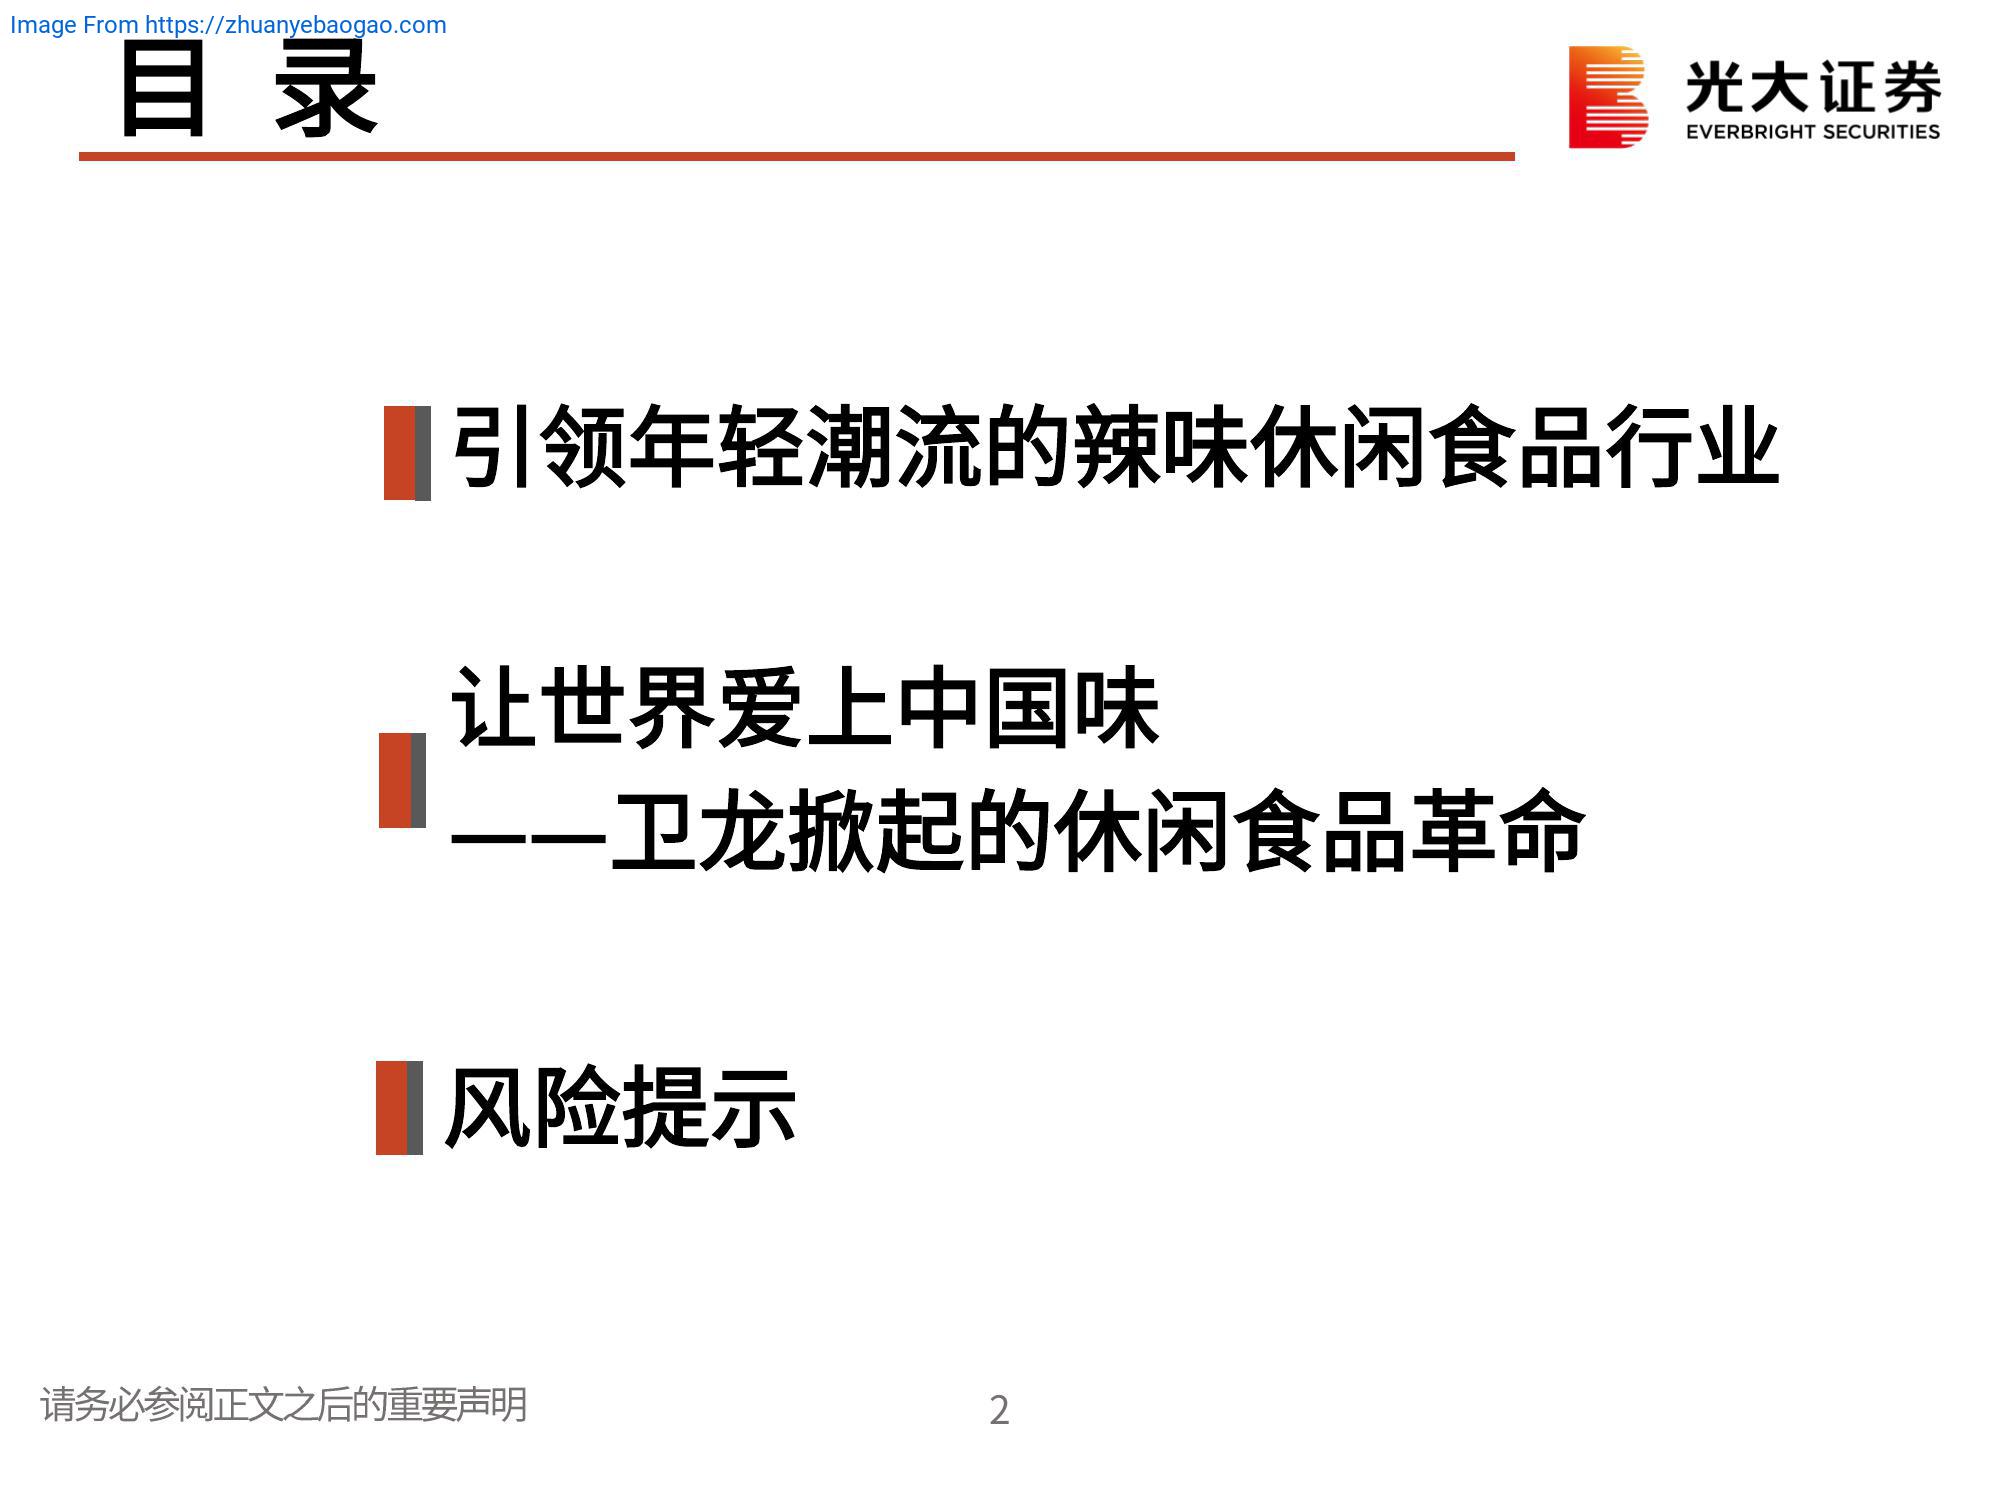 Image From https://zhuanyebaogao.com
目 录
光大证券
EVERBRIGHT SECURITIES
引领年轻潮流的辣味休闲食品行业
让世界爱上中国味
——卫龙掀起的休闲食品革命
风险提示
请务必参阅正文之后的重要声明
2